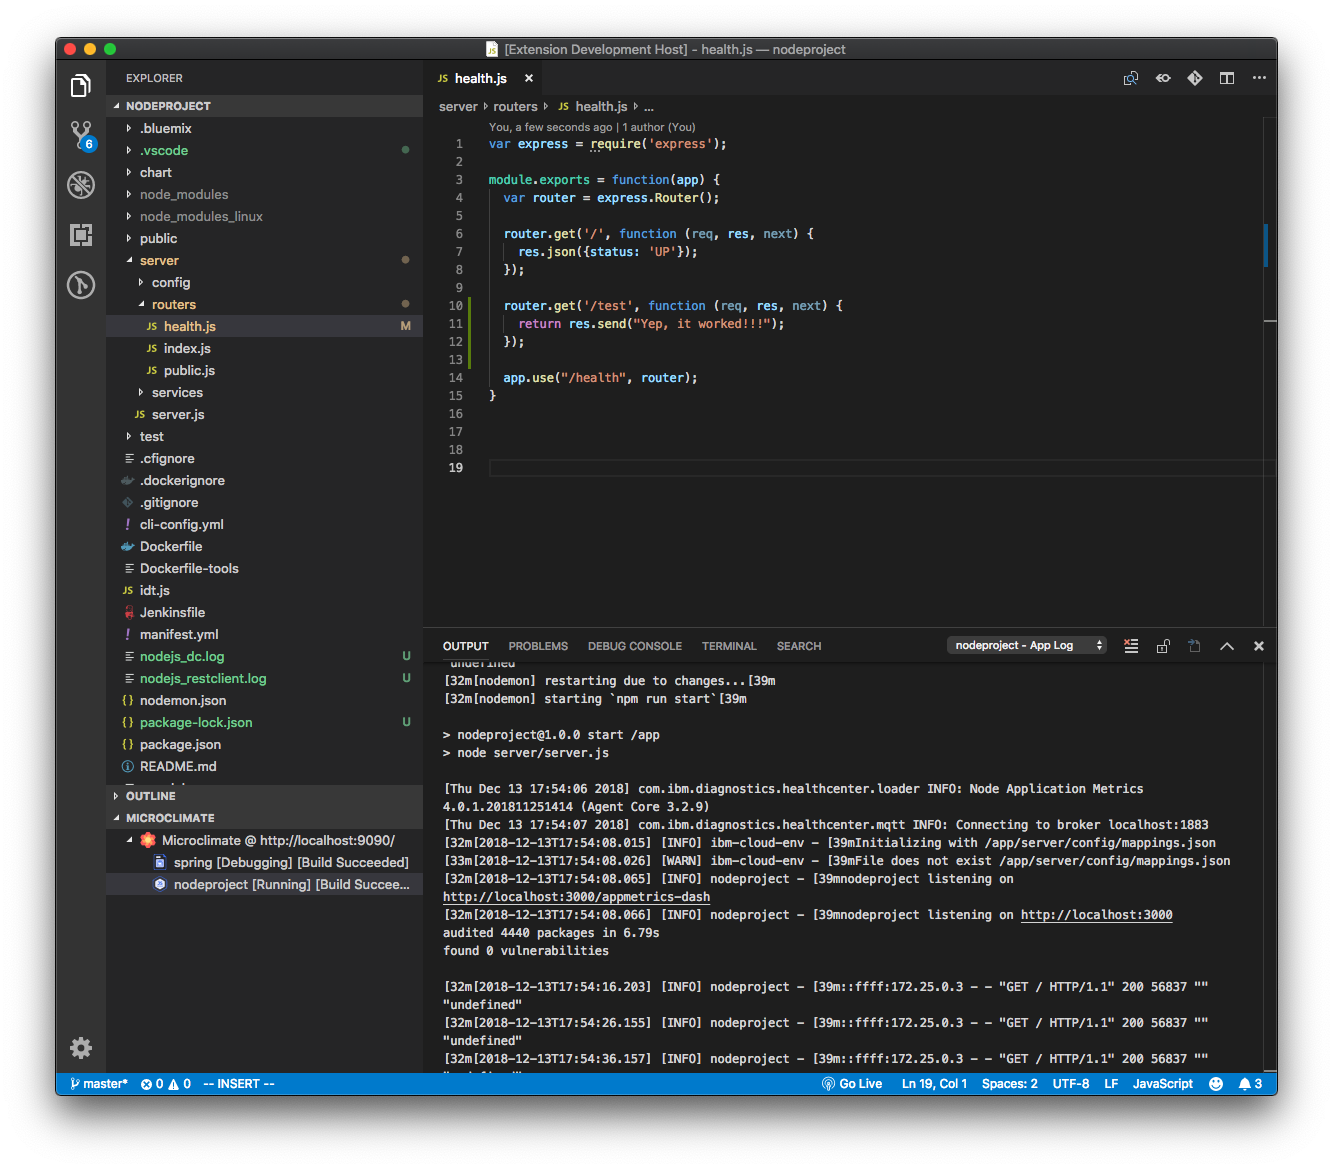 [Extension Development Host] - health.js — nodeproject
EXPLORER
NODEPROJECT
.bluemix
.vscode
chart
node_modules
node_modules_linux
public
server
config
routers
JS health.js M
JS index.js
JS public.js
services
JS server.js
test
.cfignore
.dockerignore
.gitignore
! cli-config.yml
Dockerfile
Dockerfile-tools
JS idt.js
Jenkinsfile
! manifest.yml
nodejs_dc.log U
nodejs_restclient.log U
{} nodemon.json
{} package-lock.json U
{} package.json
README.md
OUTLINE
MICROCLIMATE
Microclimate @ http://localhost:9090/
spring [Debugging] [Build Succeeded]
nodeproject [Running] [Build Succee...
6
JS health.js ×
server › routers › JS health.js › ...
You, a few seconds ago | 1 author (You)
1 var express = require('express');
2
3 module.exports = function(app) {
4 var router = express.Router();
5
6 router.get('/', function (req, res, next) {
7 res.json({status: 'UP'});
8 });
9
10 router.get('/test', function (req, res, next) {
11 return res.send("Yep, it worked!!!");
12 });
13
14 app.use("/health", router);
15 }
16
17
18
19
OUTPUT PROBLEMS DEBUG CONSOLE TERMINAL SEARCH nodeproject - App Log
"undefined"
[32m[nodemon] restarting due to changes...[39m
[32m[nodemon] starting `npm run start`[39m
> nodeproject@1.0.0 start /app
> node server/server.js
[Thu Dec 13 17:54:06 2018] com.ibm.diagnostics.healthcenter.loader INFO: Node Application Metrics
4.0.1.201811251414 (Agent Core 3.2.9)
[Thu Dec 13 17:54:07 2018] com.ibm.diagnostics.healthcenter.mqtt INFO: Connecting to broker localhost:1883
[32m[2018-12-13T17:54:08.015] [INFO] ibm-cloud-env - [39mInitializing with /app/server/config/mappings.json
[33m[2018-12-13T17:54:08.026] [WARN] ibm-cloud-env - [39mFile does not exist /app/server/config/mappings.json
[32m[2018-12-13T17:54:08.065] [INFO] nodeproject - [39mnodeproject listening on
http://localhost:3000/appmetrics-dash
[32m[2018-12-13T17:54:08.066] [INFO] nodeproject - [39mnodeproject listening on http://localhost:3000
audited 4440 packages in 6.79s
found 0 vulnerabilities
[32m[2018-12-13T17:54:16.203] [INFO] nodeproject - [39m::ffff:172.25.0.3 - - "GET / HTTP/1.1" 200 56837 ""
"undefined"
[32m[2018-12-13T17:54:26.155] [INFO] nodeproject - [39m::ffff:172.25.0.3 - - "GET / HTTP/1.1" 200 56837 ""
"undefined"
[32m[2018-12-13T17:54:36.157] [INFO] nodeproject - [39m::ffff:172.25.0.3 - - "GET / HTTP/1.1" 200 56837 ""
master* 0 0 -- INSERT -- Go Live Ln 19, Col 1 Spaces: 2 UTF-8 LF JavaScript 3